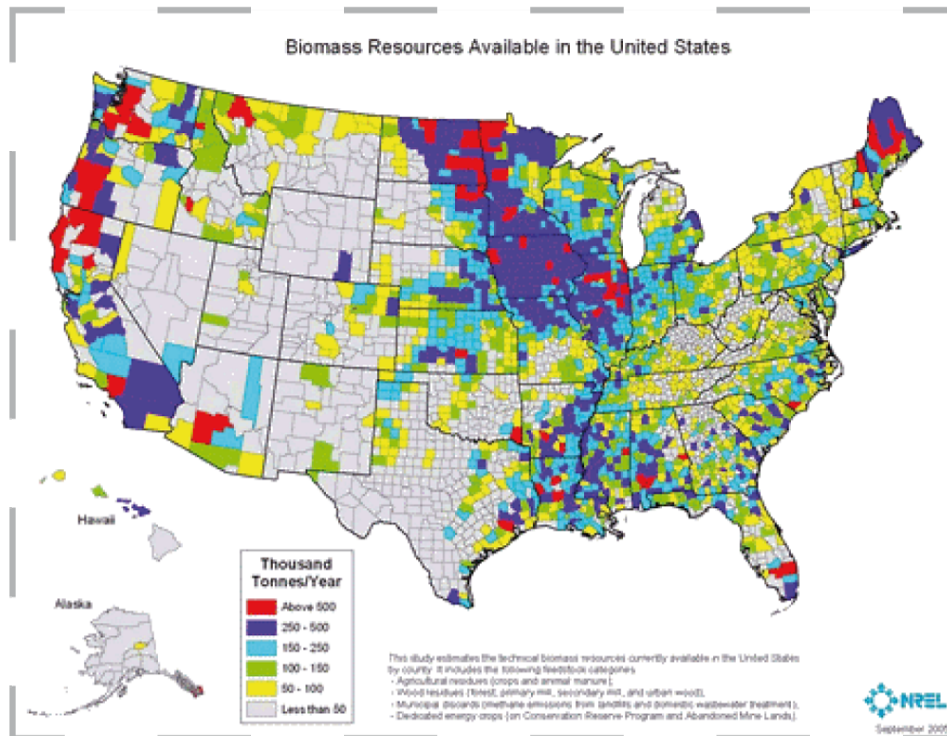 Biomass Resources Available in the United States
Hawaii
Alaska
Thousand
Tonnes/Year
Above 500
250 - 500
150 - 250
100 - 150
50 - 100
Less than 50
This study estimates the technical biomass resources currently available in the United States
by county. It includes the following feedstock categories
- Agricultural residues (crops and animal manure);
- Wood residues (forest, primary mill, secondary mill, and urban wood);
- Municipal discards (methane emissions from landfills and domestic wastewater treatment);
- Dedicated energy crops (on Conservation Reserve Program and Abandoned Mine Lands).
NREL
September 2005